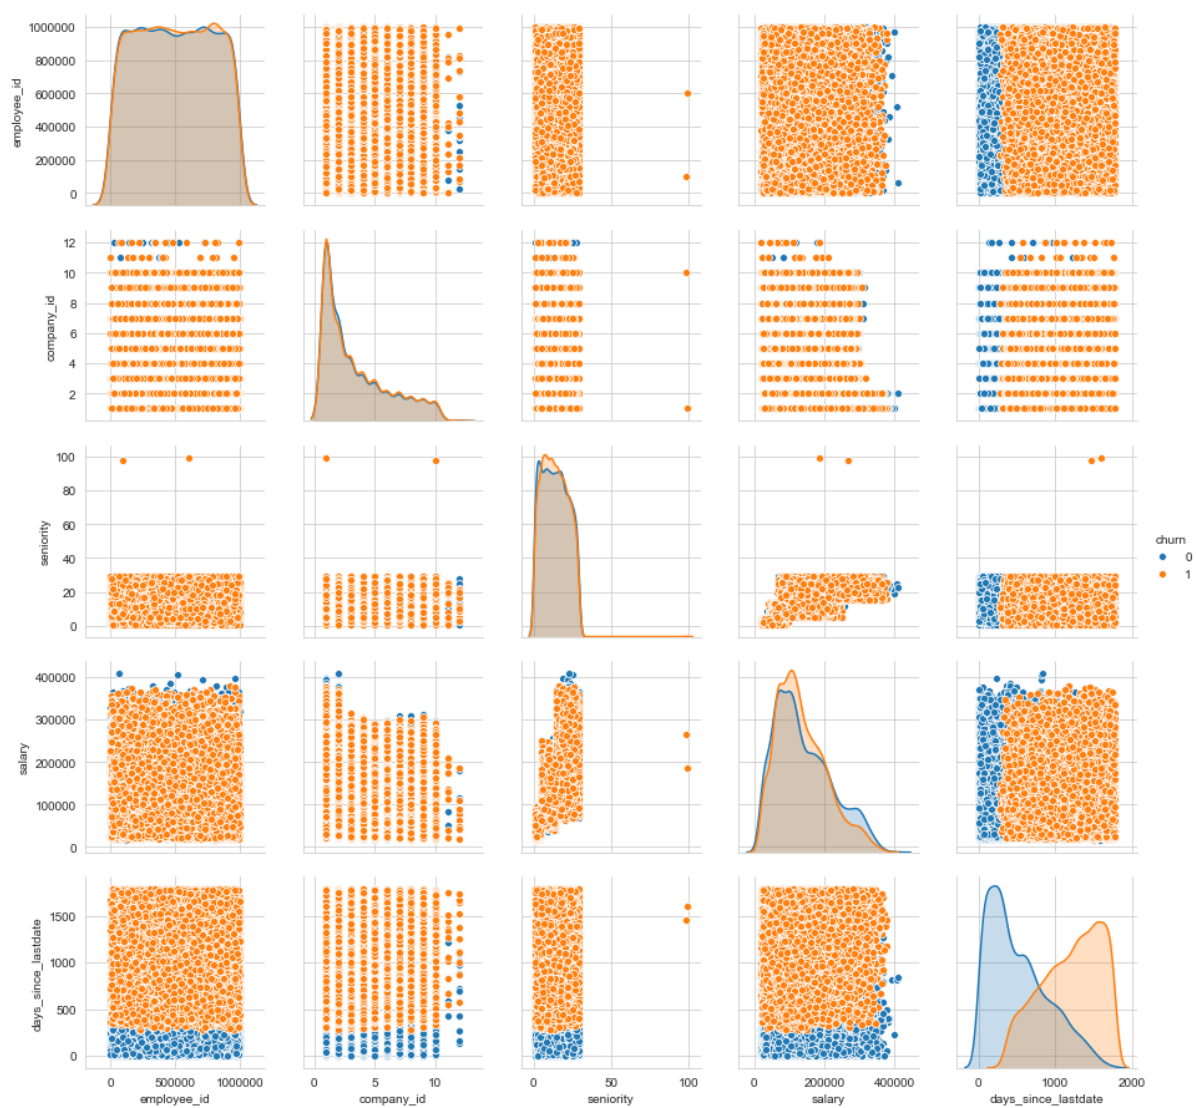 1000000
800000
600000
400000
200000
0
employee_id
12
10
8
6
4
2
company_id
100
80
60
40
20
0
seniority
churn
0
1
400000
300000
200000
100000
0
salary
1500
1000
500
0
days_since_lastdate
0 500000 1000000
0 5 10
0 50 100
0 200000 400000
0 1000 2000
employee_id company_id seniority salary days_since_lastdate